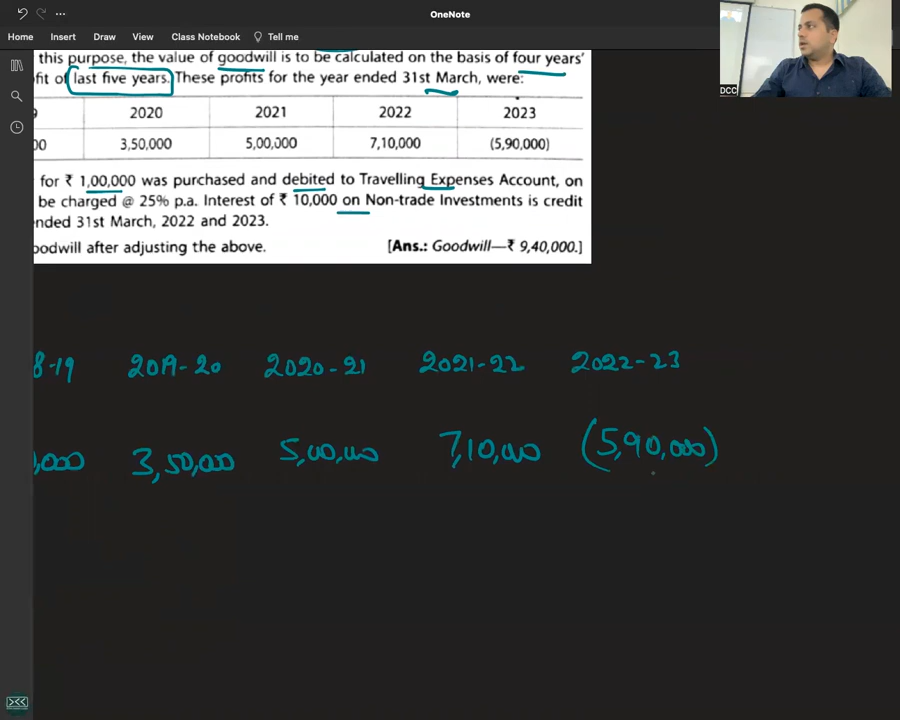 OneNote
Home Insert Draw View Class Notebook Tell me
this purpose, the value of goodwill is to be calculated on the basis of four years'
fit of last five years. These profits for the year ended 31st March, were:
2020 2021 2022 2023
00 3,50,000 5,00,000 7,10,000 (5,90,000)
for ₹ 1,00,000 was purchased and debited to Travelling Expenses Account, on
be charged @ 25% p.a. Interest of ₹ 10,000 on Non-trade Investments is credit
ended 31st March, 2022 and 2023.
oodwill after adjusting the above. [Ans.: Goodwill—₹ 9,40,000.]
8-19 2019-20 2020-21 2021-22 2022-23
,000 3,50,000 5,00,000 7,10,000 (5,90,000)
DCC